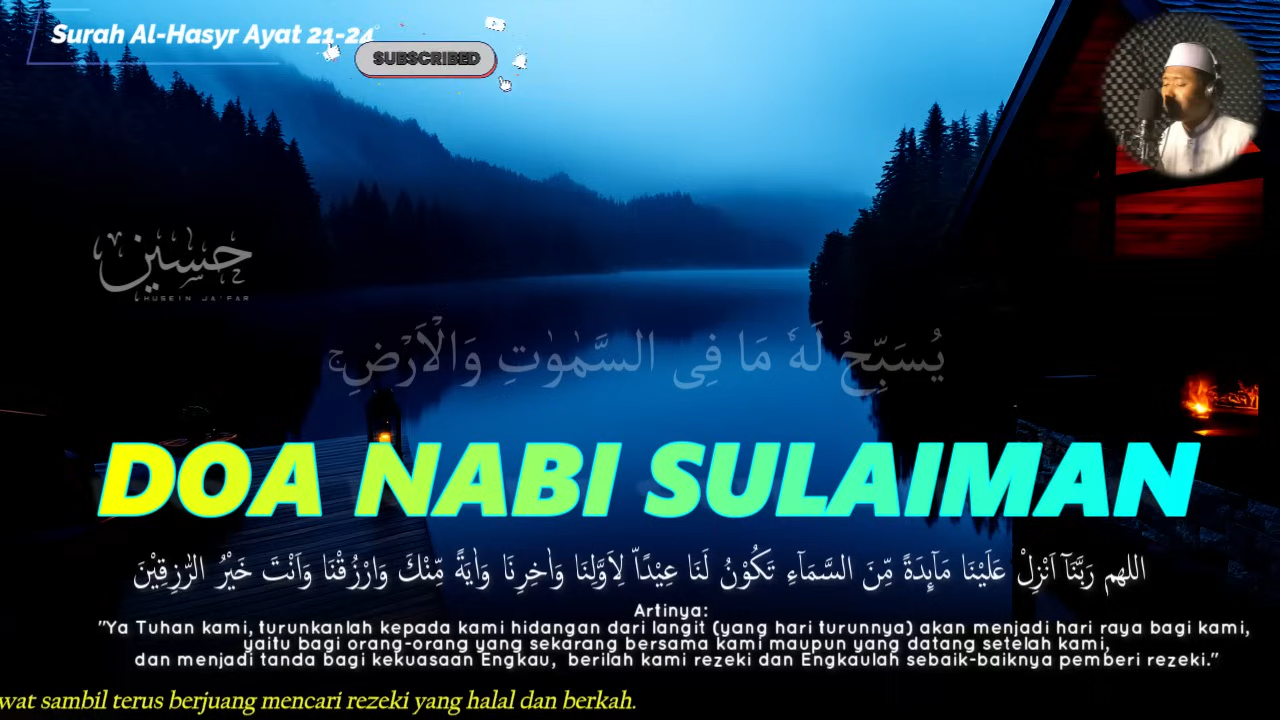 Surah Al-Hasyr Ayat 21-24
SUBSCRIBED
حسين
HUSEIN JA'FAR
يُسَبِّحُ لَهٗ مَا فِى السَّمٰوٰتِ وَالْاَرْضِۚ
DOA NABI SULAIMAN
اللهم رَبَّنَآ اَنْزِلْ عَلَيْنَا مَآىِٕدَةً مِّنَ السَّمَاۤءِ تَكُوْنُ لَنَا عِيْدًا لِّاَوَّلِنَا وَاٰخِرِنَا وَاٰيَةً مِّنْكَ وَارْزُقْنَا وَاَنْتَ خَيْرُ الرّٰزِقِيْنَ
Artinya:
"Ya Tuhan kami, turunkanlah kepada kami hidangan dari langit (yang hari turunnya) akan menjadi hari raya bagi kami,
yaitu bagi orang-orang yang sekarang bersama kami maupun yang datang setelah kami,
dan menjadi tanda bagi kekuasaan Engkau, berilah kami rezeki dan Engkaulah sebaik-baiknya pemberi rezeki."
wat sambil terus berjuang mencari rezeki yang halal dan berkah.